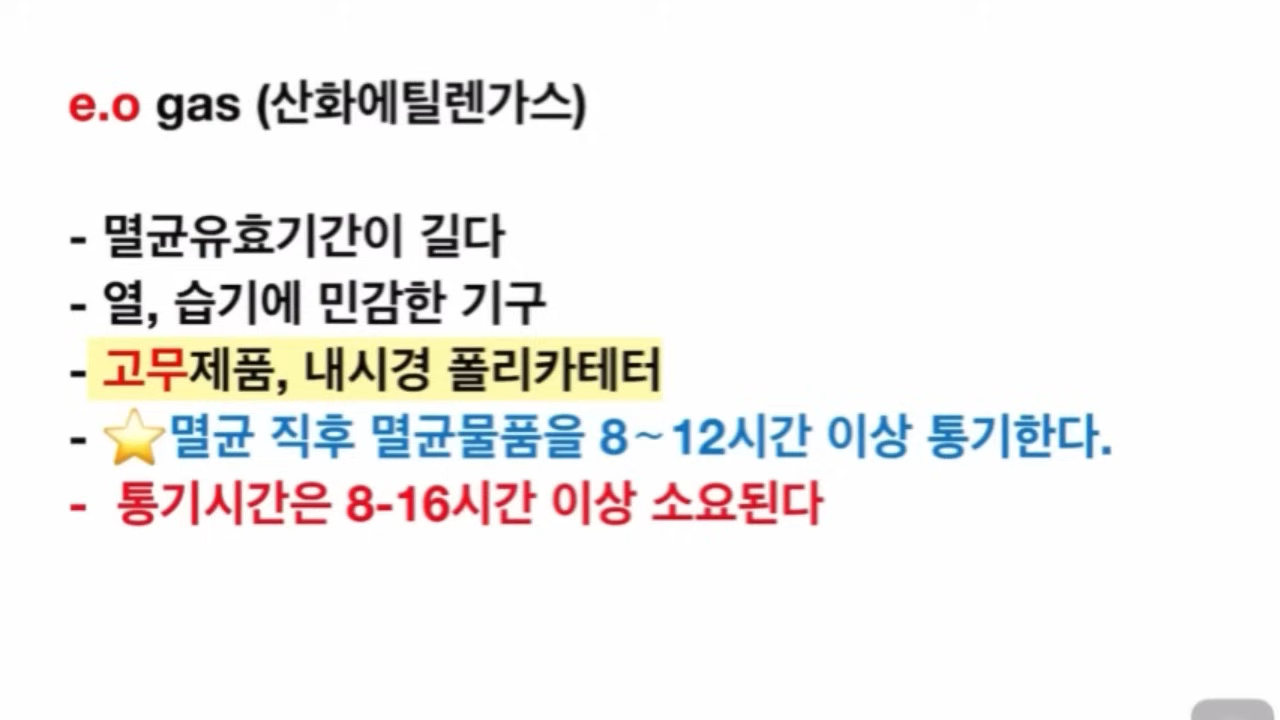 e.o gas (산화에틸렌가스)
- 멸균유효기간이 길다
- 열, 습기에 민감한 기구
- 고무제품, 내시경 폴리카테터
- ⭐멸균 직후 멸균물품을 8~12시간 이상 통기한다.
- 통기시간은 8-16시간 이상 소요된다